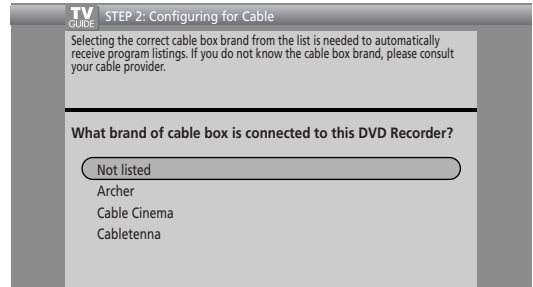 TV
GUIDE
STEP 2: Configuring for Cable
Selecting the correct cable box brand from the list is needed to automatically
receive program listings. If you do not know the cable box brand, please consult
your cable provider.
What brand of cable box is connected to this DVD Recorder?
Not listed
Archer
Cable Cinema
Cabletenna